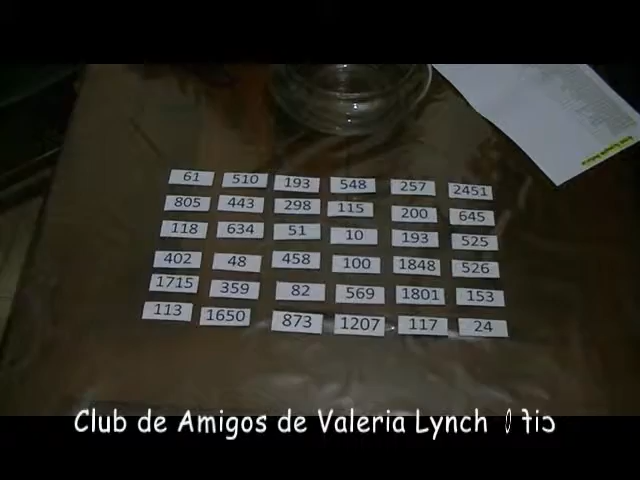 61 510 193 548 257 2451
805 443 298 115 200 645
118 634 51 10 193 525
402 48 458 100 1848 526
1715 359 82 569 1801 153
113 1650 873 1207 117 24
Club de Amigos de Valeria Lynch